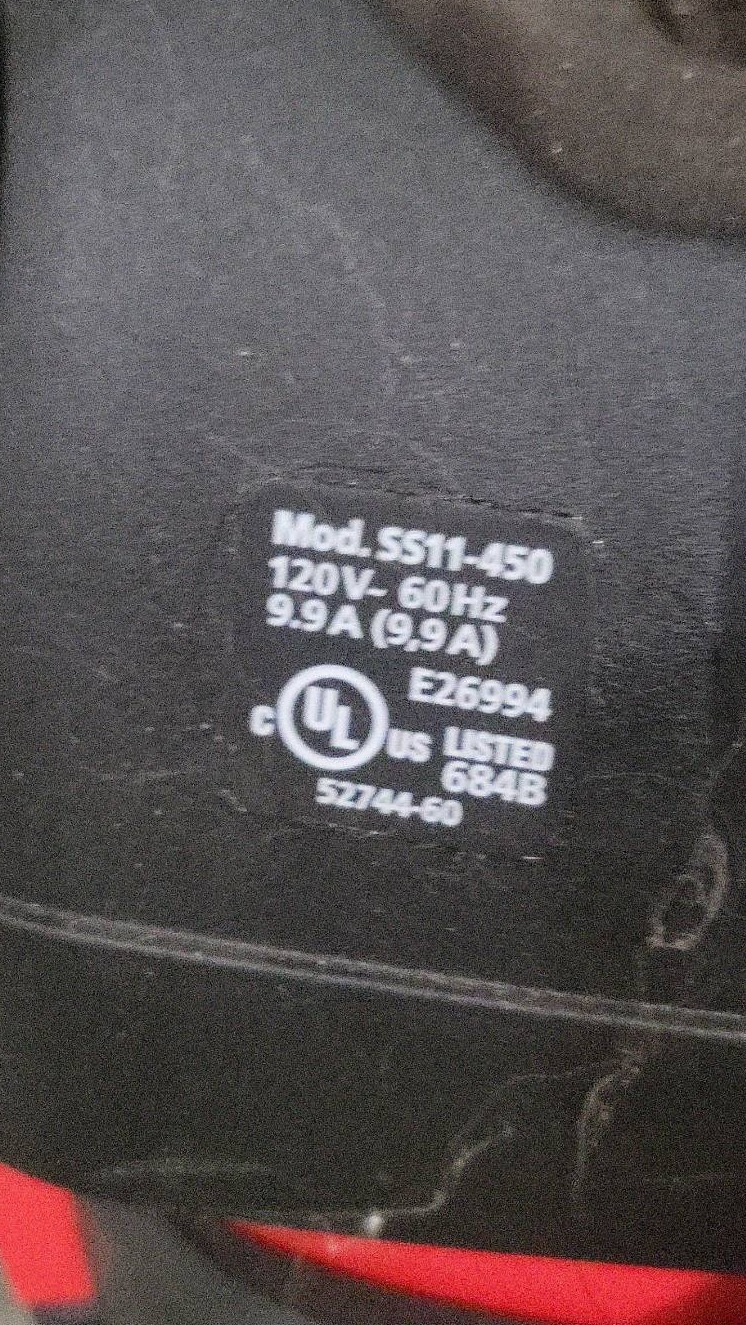 Mod. SS11-450
120V~ 60Hz
9.9A (9.9A)
E26994
C UL US LISTED
684B
52744-60